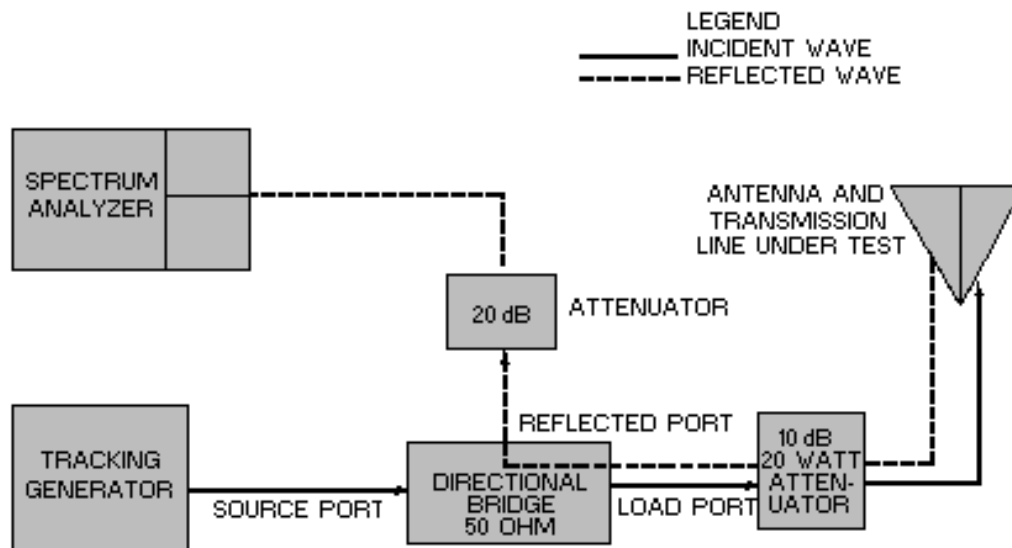 LEGEND
INCIDENT WAVE
REFLECTED WAVE
SPECTRUM
ANALYZER
ANTENNA AND
TRANSMISSION
LINE UNDER TEST
20 dB
ATTENUATOR
REFLECTED PORT
TRACKING
GENERATOR
SOURCE PORT
DIRECTIONAL
BRIDGE
50 OHM
LOAD PORT
10 dB
20 WATT
ATTEN-
UATOR